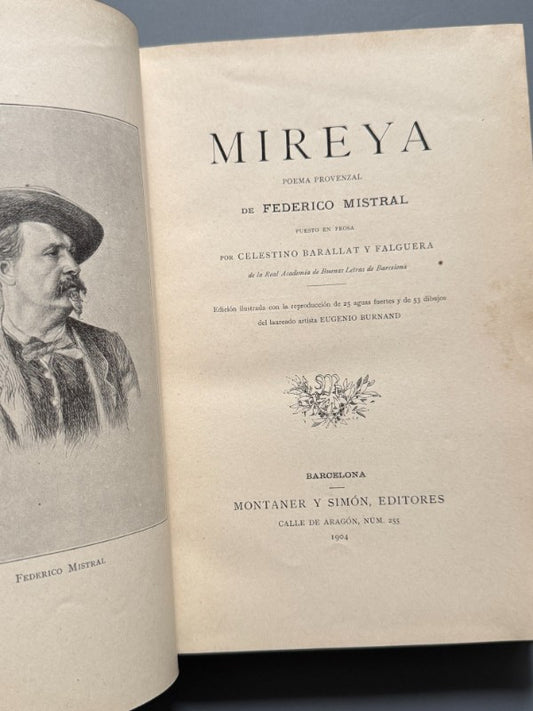 FEDERICO MISTRAL
MIREYA
POEMA PROVENZAL
DE FEDERICO MISTRAL
PUESTO EN PROSA
POR CELESTINO BARALLAT Y FALGUERA
de la Real Academia de Buenas Letras de Barcelona
Edición ilustrada con la reproducción de 25 aguas fuertes y de 53 dibujos
del laureado artista EUGENIO BURNAND
BARCELONA
MONTANER Y SIMÓN, EDITORES
CALLE DE ARAGÓN, NÚM. 255
1904